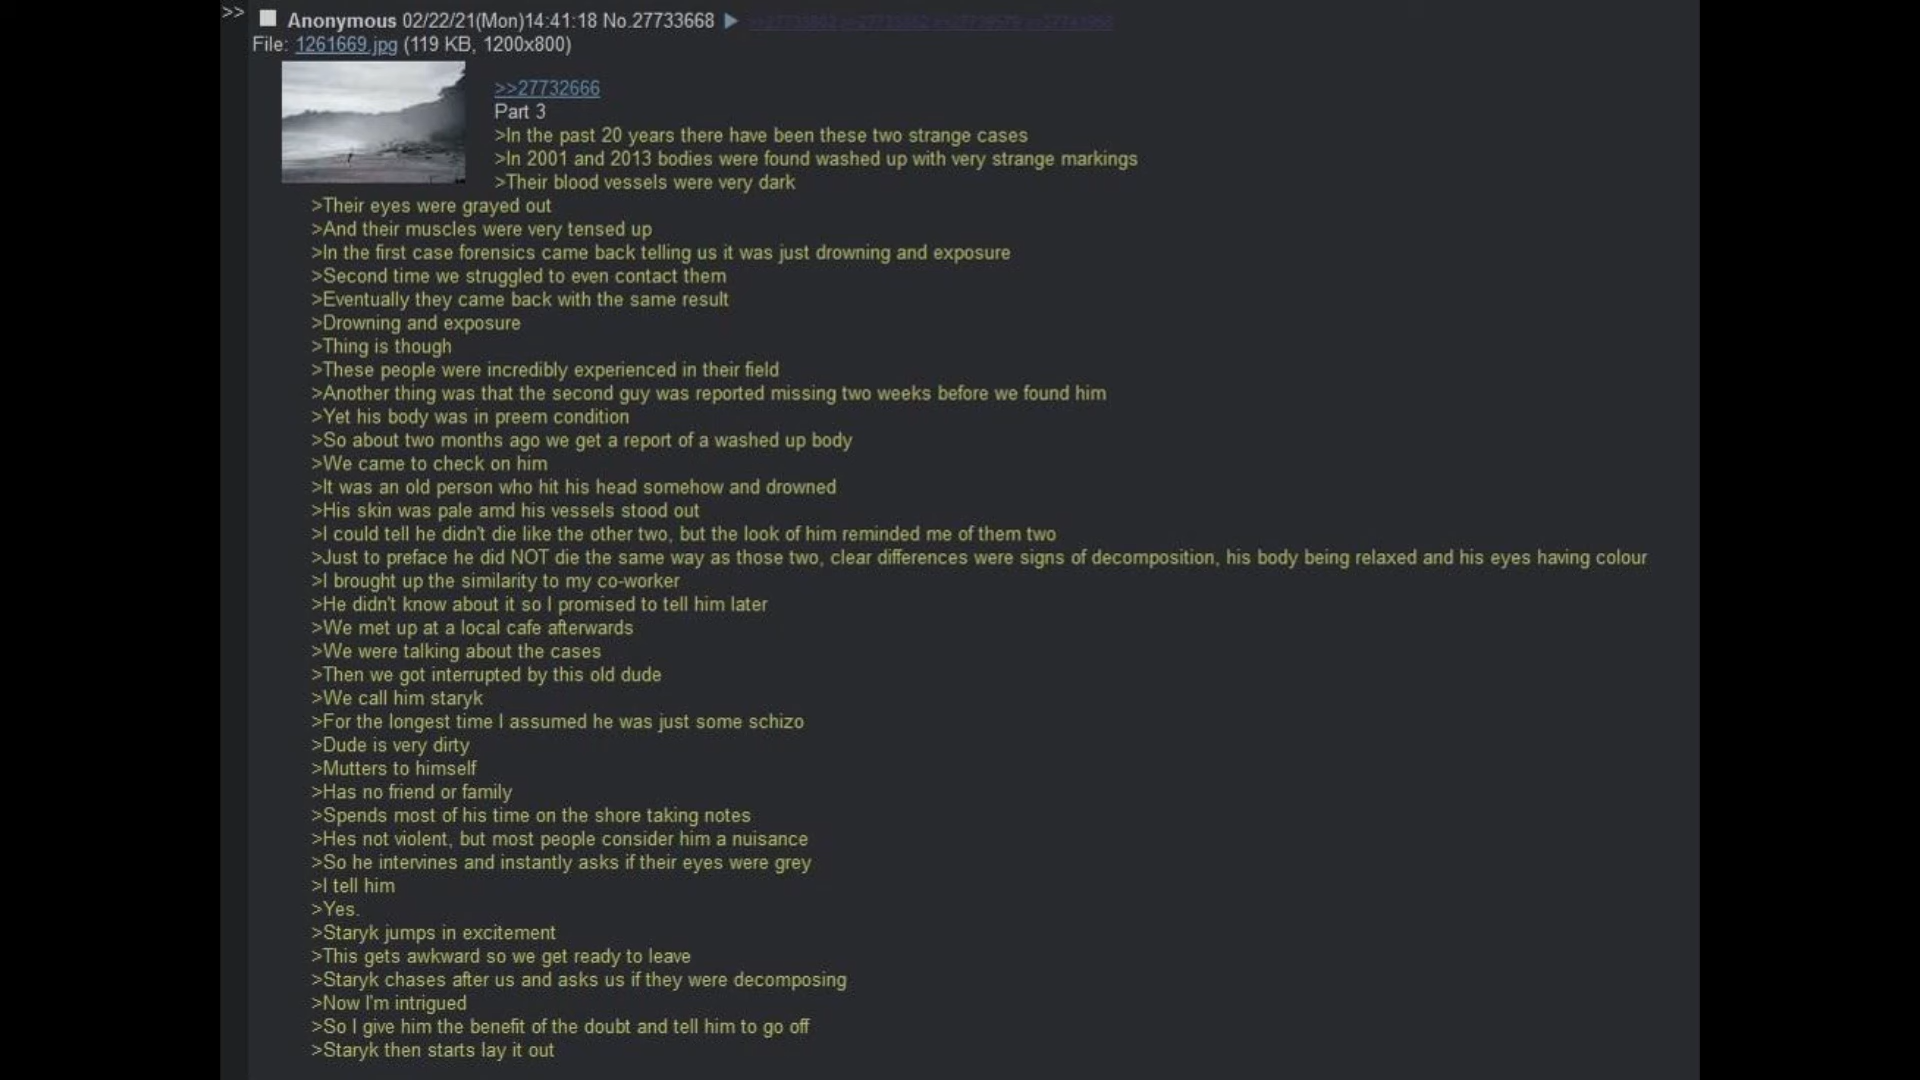 >>
Anonymous 02/22/21(Mon)14:41:18 No.27733668 ▶
File: 1261669.jpg (119 KB, 1200x800)
>>27732666
Part 3
>In the past 20 years there have been these two strange cases
>In 2001 and 2013 bodies were found washed up with very strange markings
>Their blood vessels were very dark
>Their eyes were grayed out
>And their muscles were very tensed up
>In the first case forensics came back telling us it was just drowning and exposure
>Second time we struggled to even contact them
>Eventually they came back with the same result
>Drowning and exposure
>Thing is though
>These people were incredibly experienced in their field
>Another thing was that the second guy was reported missing two weeks before we found him
>Yet his body was in preem condition
>So about two months ago we get a report of a washed up body
>We came to check on him
>It was an old person who hit his head somehow and drowned
>His skin was pale amd his vessels stood out
>I could tell he didn't die like the other two, but the look of him reminded me of them two
>Just to preface he did NOT die the same way as those two, clear differences were signs of decomposition, his body being relaxed and his eyes having colour
>I brought up the similarity to my co-worker
>He didn't know about it so I promised to tell him later
>We met up at a local cafe afterwards
>We were talking about the cases
>Then we got interrupted by this old dude
>We call him staryk
>For the longest time I assumed he was just some schizo
>Dude is very dirty
>Mutters to himself
>Has no friend or family
>Spends most of his time on the shore taking notes
>Hes not violent, but most people consider him a nuisance
>So he intervines and instantly asks if their eyes were grey
>I tell him
>Yes.
>Staryk jumps in excitement
>This gets awkward so we get ready to leave
>Staryk chases after us and asks us if they were decomposing
>Now I'm intrigued
>So I give him the benefit of the doubt and tell him to go off
>Staryk then starts lay it out